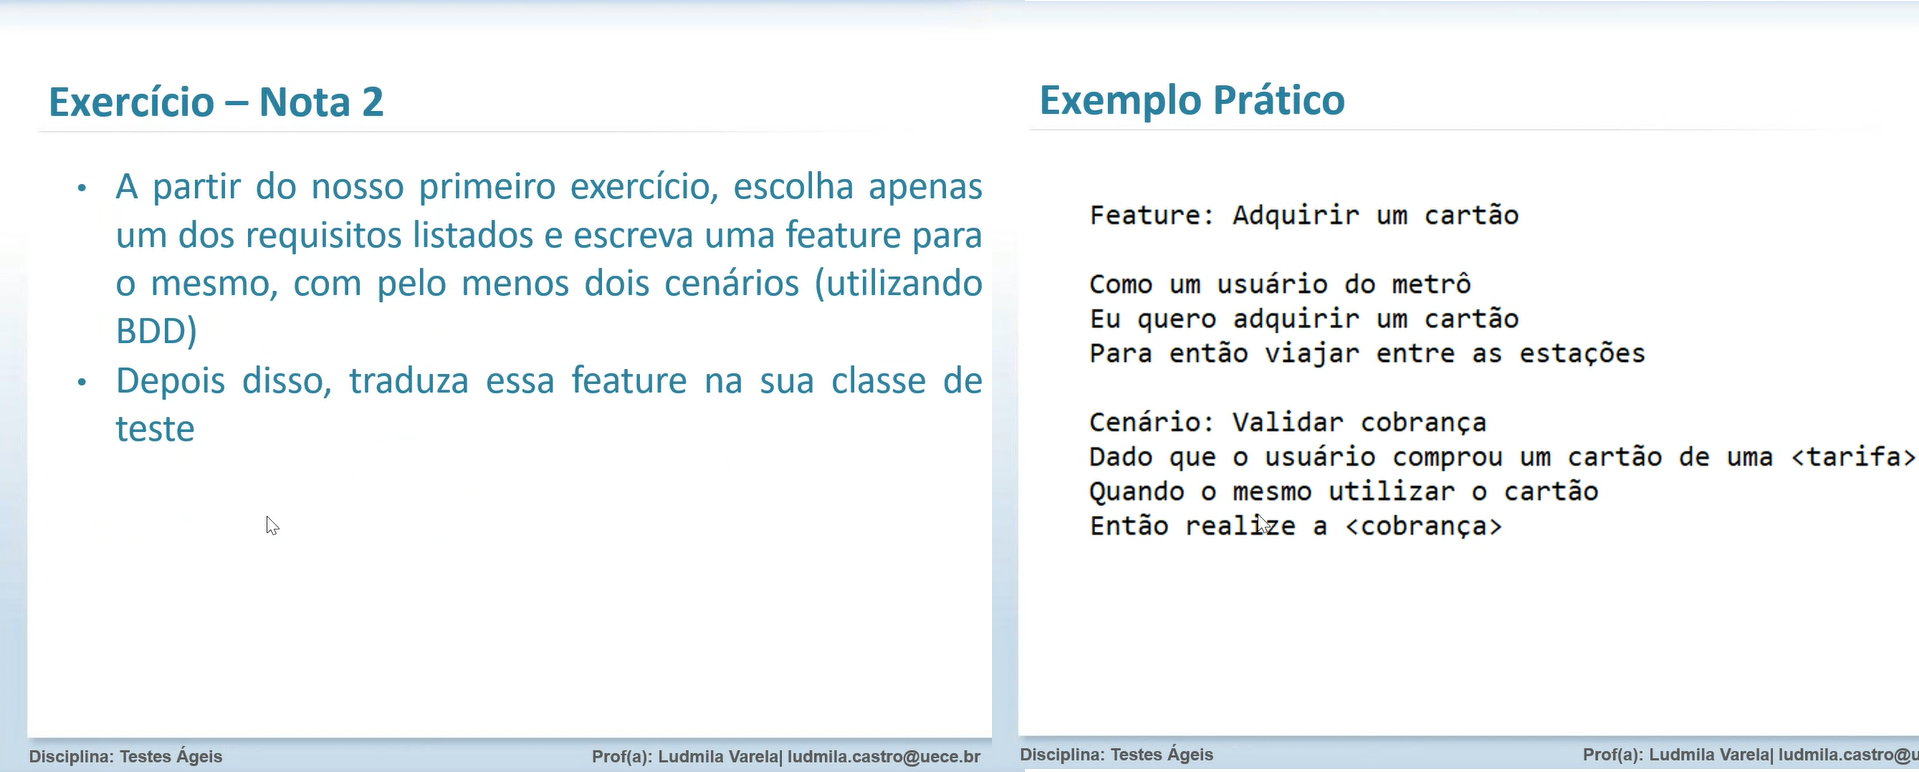 Exercício – Nota 2
• A partir do nosso primeiro exercício, escolha apenas
um dos requisitos listados e escreva uma feature para
o mesmo, com pelo menos dois cenários (utilizando
BDD)
• Depois disso, traduza essa feature na sua classe de
teste
Disciplina: Testes Ágeis
Prof(a): Ludmila Varela| ludmila.castro@uece.br
Exemplo Prático
Feature: Adquirir um cartão
Como um usuário do metrô
Eu quero adquirir um cartão
Para então viajar entre as estações
Cenário: Validar cobrança
Dado que o usuário comprou um cartão de uma <tarifa>
Quando o mesmo utilizar o cartão
Então realize a <cobrança>
Disciplina: Testes Ágeis
Prof(a): Ludmila Varela| ludmila.castro@u